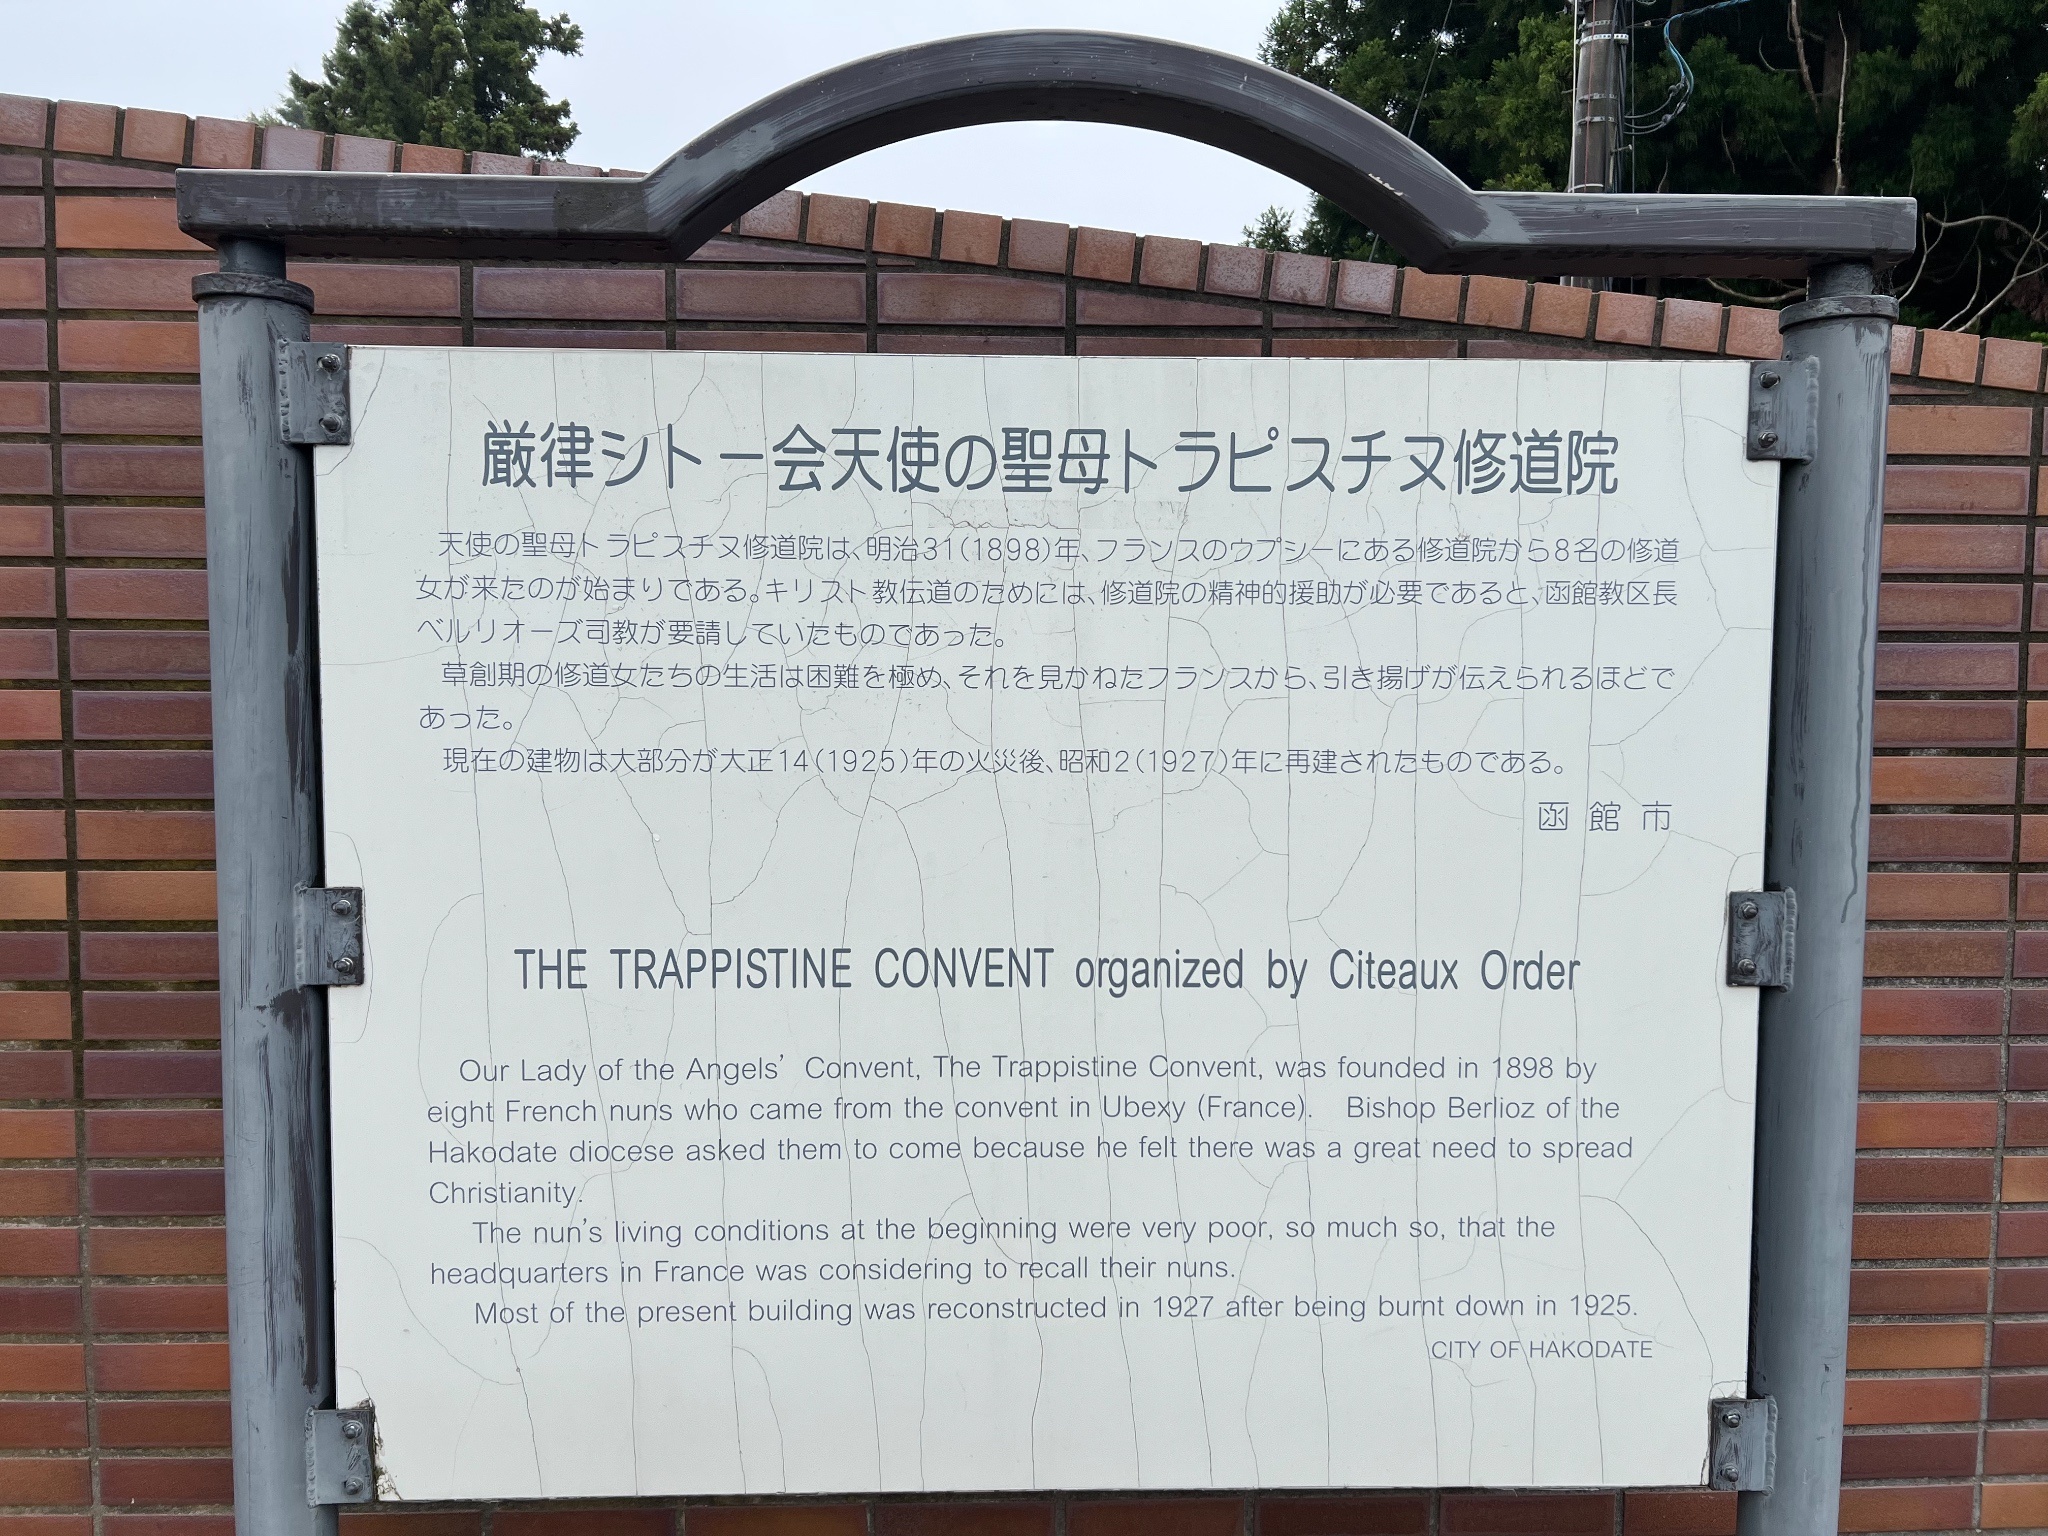 厳律シトー会天使の聖母トラピスチヌ修道院
天使の聖母トラピスチヌ修道院は、明治31(1898)年、フランスのウプシーにある修道院から8名の修道
女が来たのが始まりである。キリスト教伝道のためには、修道院の精神的援助が必要であると、函館教区長
ベルリオーズ司教が要請していたものであった。
草創期の修道女たちの生活は困難を極め、それを見かねたフランスから、引き揚げが伝えられるほどで
あった。
現在の建物は大部分が大正14(1925)年の火災後、昭和2(1927)年に再建されたものである。
函館市
THE TRAPPISTINE CONVENT organized by Citeaux Order
Our Lady of the Angels' Convent, The Trappistine Convent, was founded in 1898 by
eight French nuns who came from the convent in Ubexy (France). Bishop Berlioz of the
Hakodate diocese asked them to come because he felt there was a great need to spread
Christianity.
The nun's living conditions at the beginning were very poor, so much so, that the
headquarters in France was considering to recall their nuns.
Most of the present building was reconstructed in 1927 after being burnt down in 1925.
CITY OF HAKODATE